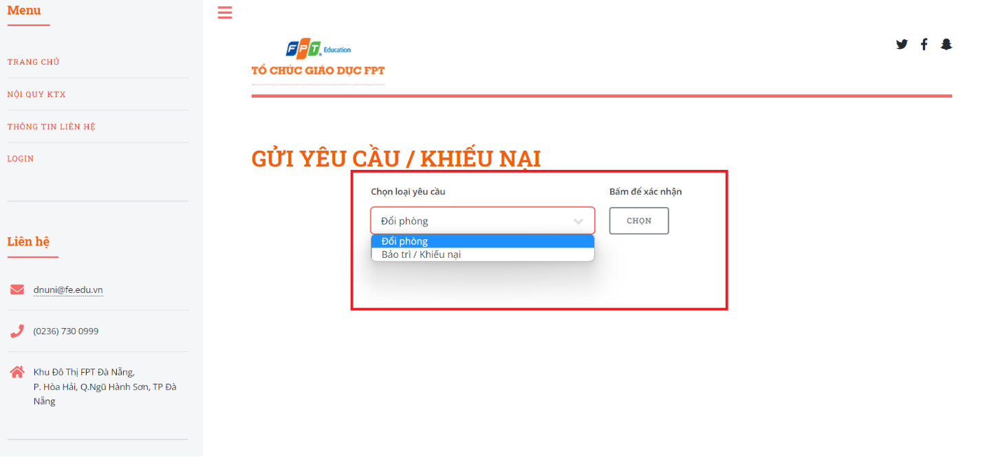 Menu
TRANG CHỦ
NỘI QUY KTX
THÔNG TIN LIÊN HỆ
LOGIN
Liên hệ
dnuni@fe.edu.vn
(0236) 730 0999
Khu Đô Thị FPT Đà Nẵng,
P. Hòa Hải, Q.Ngũ Hành Sơn, TP Đà
Nẵng
FPT Education
TỔ CHỨC GIÁO DỤC FPT
GỬI YÊU CẦU / KHIẾU NẠI
Chọn loại yêu cầu
Đổi phòng
Đổi phòng
Bảo trì / Khiếu nại
Bấm để xác nhận
CHỌN